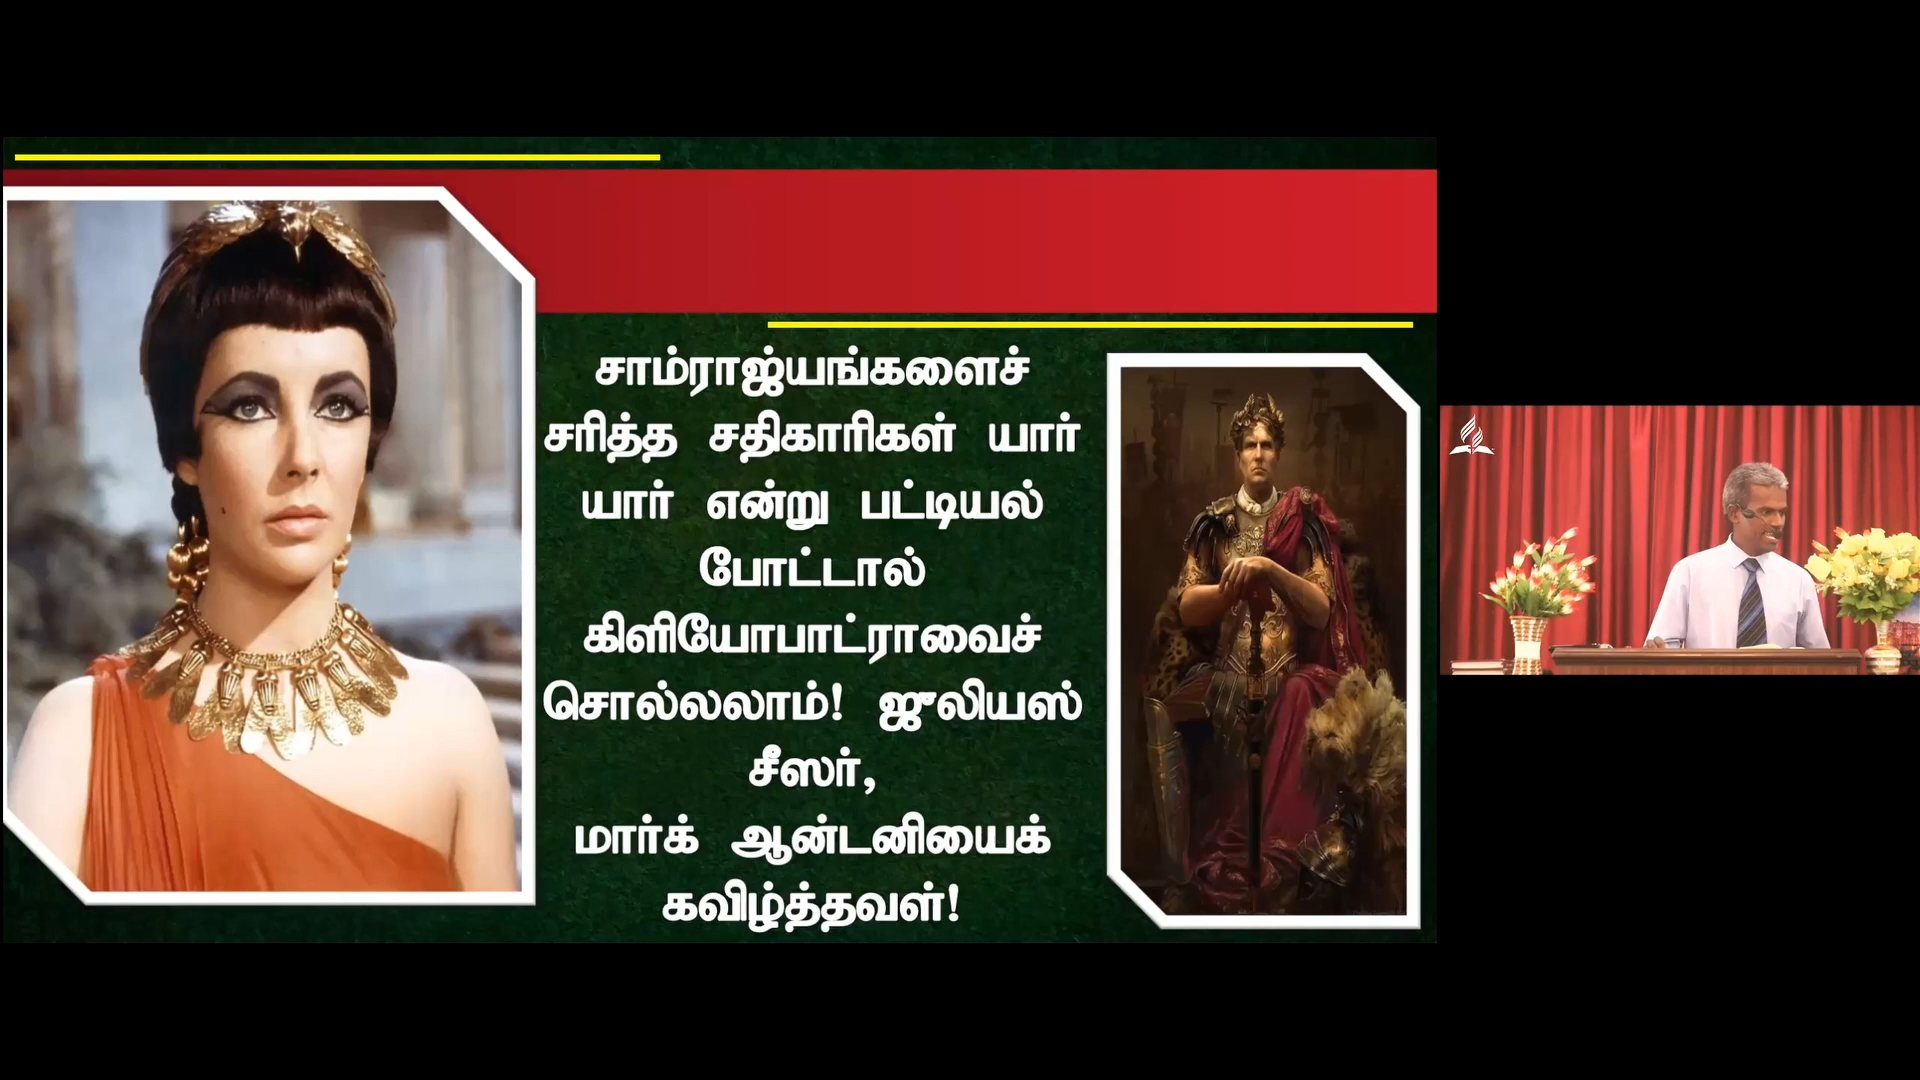 சாம்ராஜ்யங்களைச்
சரித்த சதிகாரிகள் யார்
யார் என்று பட்டியல்
போட்டால்
கிளியோபாட்ராவைச்
சொல்லலாம்! ஜுலியஸ்
சீஸர்,
மார்க் ஆன்டனியைக்
கவிழ்த்தவள்!